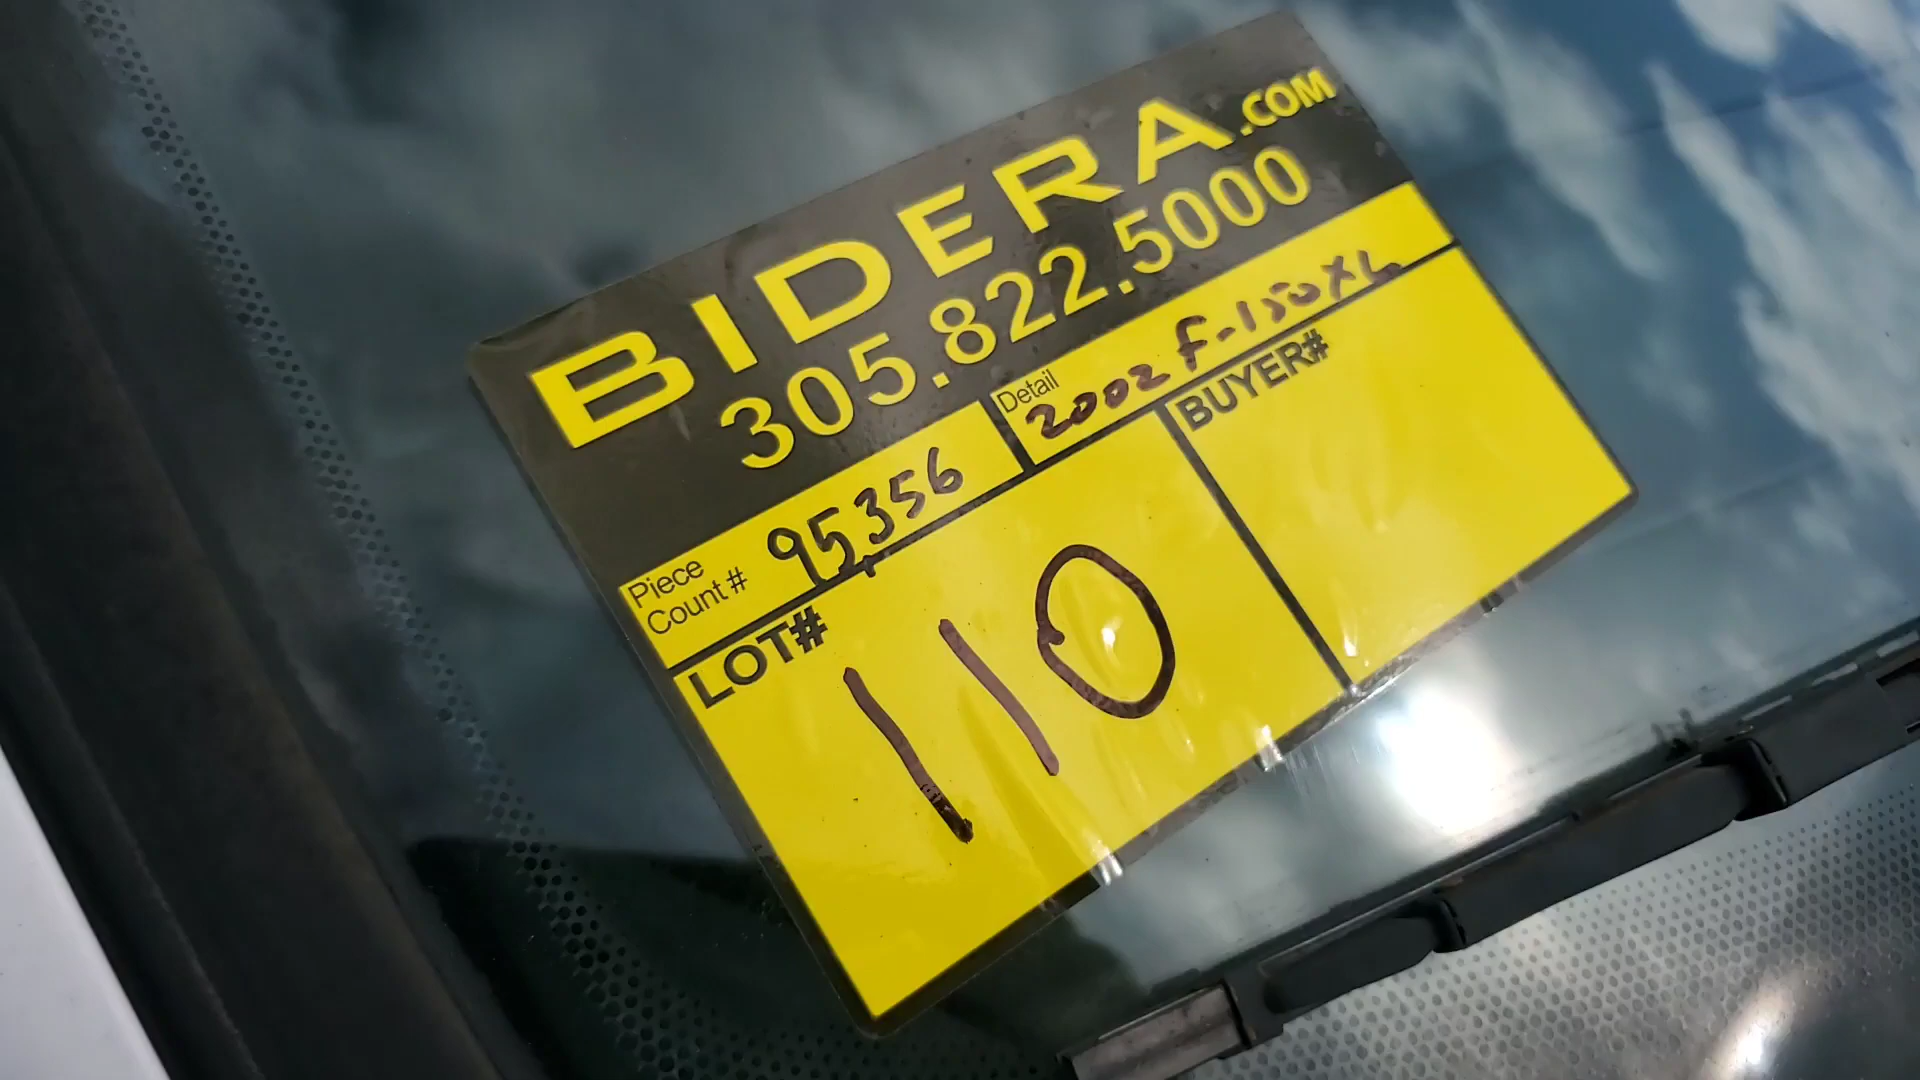 BIDERA.COM
305.822.5000
Piece Count # 95356
Detail 2002 F-150 XL
LOT# 110
BUYER#